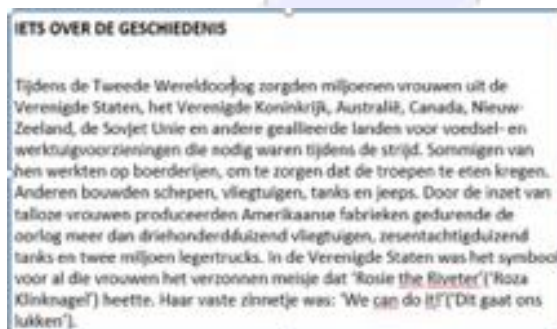 IETS OVER DE GESCHIEDENIS
Tijdens de Tweede Wereldoorlog zorgden miljoenen vrouwen uit de
Verenigde Staten, het Verenigde Koninkrijk, Australië, Canada, Nieuw-
Zeeland, de Sovjet Unie en andere geallieerde landen voor voedsel- en
werktuigvoorzieningen die nodig waren tijdens de strijd. Sommigen van
hen werkten op boerderijen, om te zorgen dat de troepen te eten kregen.
Anderen bouwden schepen, vliegtuigen, tanks en jeeps. Door de inzet van
talloze vrouwen produceerden Amerikaanse fabrieken gedurende de
oorlog meer dan driehonderdduizend vliegtuigen, zesentachtigduizend
tanks en twee miljoen legertrucks. In de Verenigde Staten was het symbool
voor al die vrouwen het verzonnen meisje dat 'Rosie the Riveter'('Roza
Klinknagel') heette. Haar vaste zinnetje was: 'We can do it!'('Dit gaat ons
lukken').